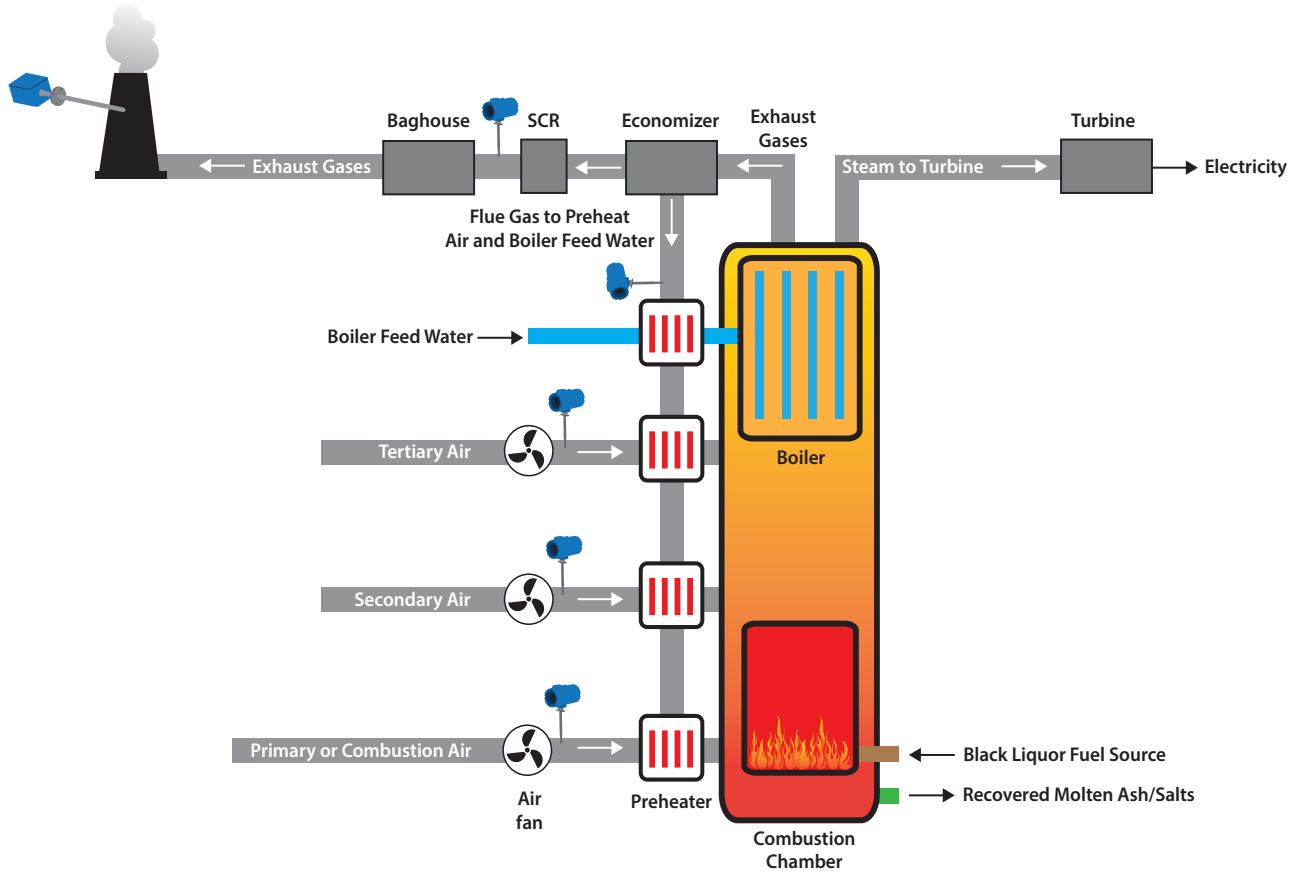 Baghouse
SCR
Economizer
Exhaust
Gases
Turbine
Exhaust Gases
Steam to Turbine
Electricity
Flue Gas to Preheat
Air and Boiler Feed Water
Boiler Feed Water
Tertiary Air
Boiler
Secondary Air
Primary or Combustion Air
Black Liquor Fuel Source
Air
fan
Preheater
Recovered Molten Ash/Salts
Combustion
Chamber